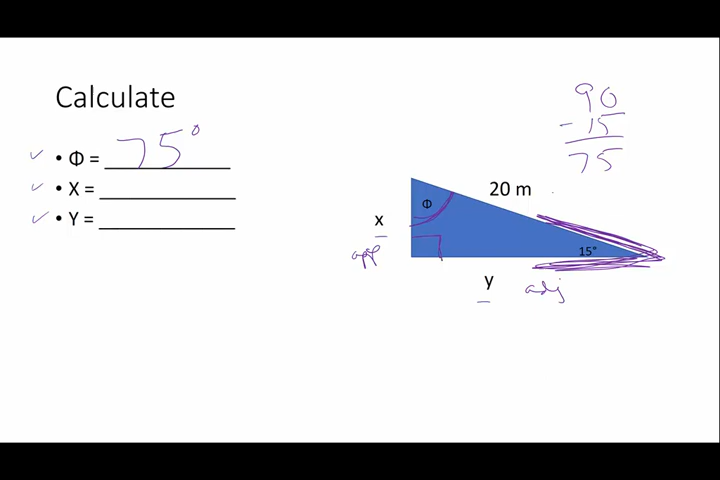 Calculate
• Φ = 75°
• X =
• Y =
90
- 15
75
20 m
Φ
x
opp
15°
y
adj